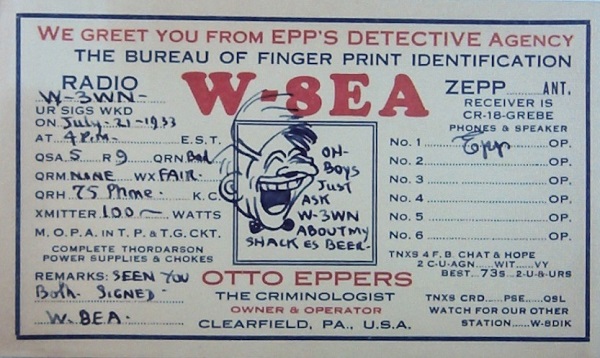 WE GREET YOU FROM EPP'S DETECTIVE AGENCY
THE BUREAU OF FINGER PRINT IDENTIFICATION
RADIO
W-3WN-
UR SIGS WKD
ON July-21-1933
AT 4P.M. E.S.T.
QSA 5 R 9 QRN Bad
QRM NONE WX FAIR.
QRH 75 Phone. K.C.
XMITTER 100~ WATTS
M.O.P.A. IN T.P.& T.G.CKT.
COMPLETE THORDARSON
POWER SUPPLIES & CHOKES
REMARKS: SEEN YOU
Both. SIGNED.
W-8EA.
W-8EA
OH-
BOYS
JUST
ASK
W-3WN
ABOUT MY
SHACK ES BEER-
OTTO EPPERS
THE CRIMINOLOGIST
OWNER & OPERATOR
CLEARFIELD, PA., U.S.A.
ZEPP...... ANT.
RECEIVER IS
CR-18-GREBE
PHONES & SPEAKER
No. 1 Epp OP.
No. 2 OP.
No. 3 OP.
No. 4 OP.
No. 5 OP.
No. 6 OP.
TNXS 4 F.B. CHAT & HOPE
2 C-U-AGN......WIT......VY
BEST...73s...2-U-&-URS
TNXS CRD......PSE......QSL
WATCH FOR OUR OTHER
STATION......W-8DIK